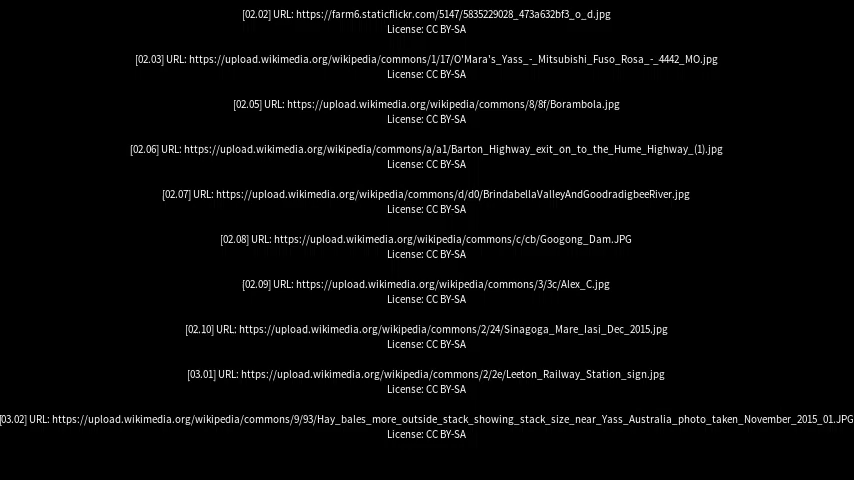 [02.02] URL: https://farm6.staticflickr.com/5147/5835229028_473a632bf3_o_d.jpg
License: CC BY-SA
[02.03] URL: https://upload.wikimedia.org/wikipedia/commons/1/17/O'Mara's_Yass_-_Mitsubishi_Fuso_Rosa_-_4442_MO.jpg
License: CC BY-SA
[02.05] URL: https://upload.wikimedia.org/wikipedia/commons/8/8f/Borambola.jpg
License: CC BY-SA
[02.06] URL: https://upload.wikimedia.org/wikipedia/commons/a/a1/Barton_Highway_exit_on_to_the_Hume_Highway_(1).jpg
License: CC BY-SA
[02.07] URL: https://upload.wikimedia.org/wikipedia/commons/d/d0/BrindabellaValleyAndGoodradigbeeRiver.jpg
License: CC BY-SA
[02.08] URL: https://upload.wikimedia.org/wikipedia/commons/c/cb/Googong_Dam.JPG
License: CC BY-SA
[02.09] URL: https://upload.wikimedia.org/wikipedia/commons/3/3c/Alex_C.jpg
License: CC BY-SA
[02.10] URL: https://upload.wikimedia.org/wikipedia/commons/2/24/Sinagoga_Mare_Iasi_Dec_2015.jpg
License: CC BY-SA
[03.01] URL: https://upload.wikimedia.org/wikipedia/commons/2/2e/Leeton_Railway_Station_sign.jpg
License: CC BY-SA
[03.02] URL: https://upload.wikimedia.org/wikipedia/commons/9/93/Hay_bales_more_outside_stack_showing_stack_size_near_Yass_Australia_photo_taken_November_2015_01.JPG
License: CC BY-SA